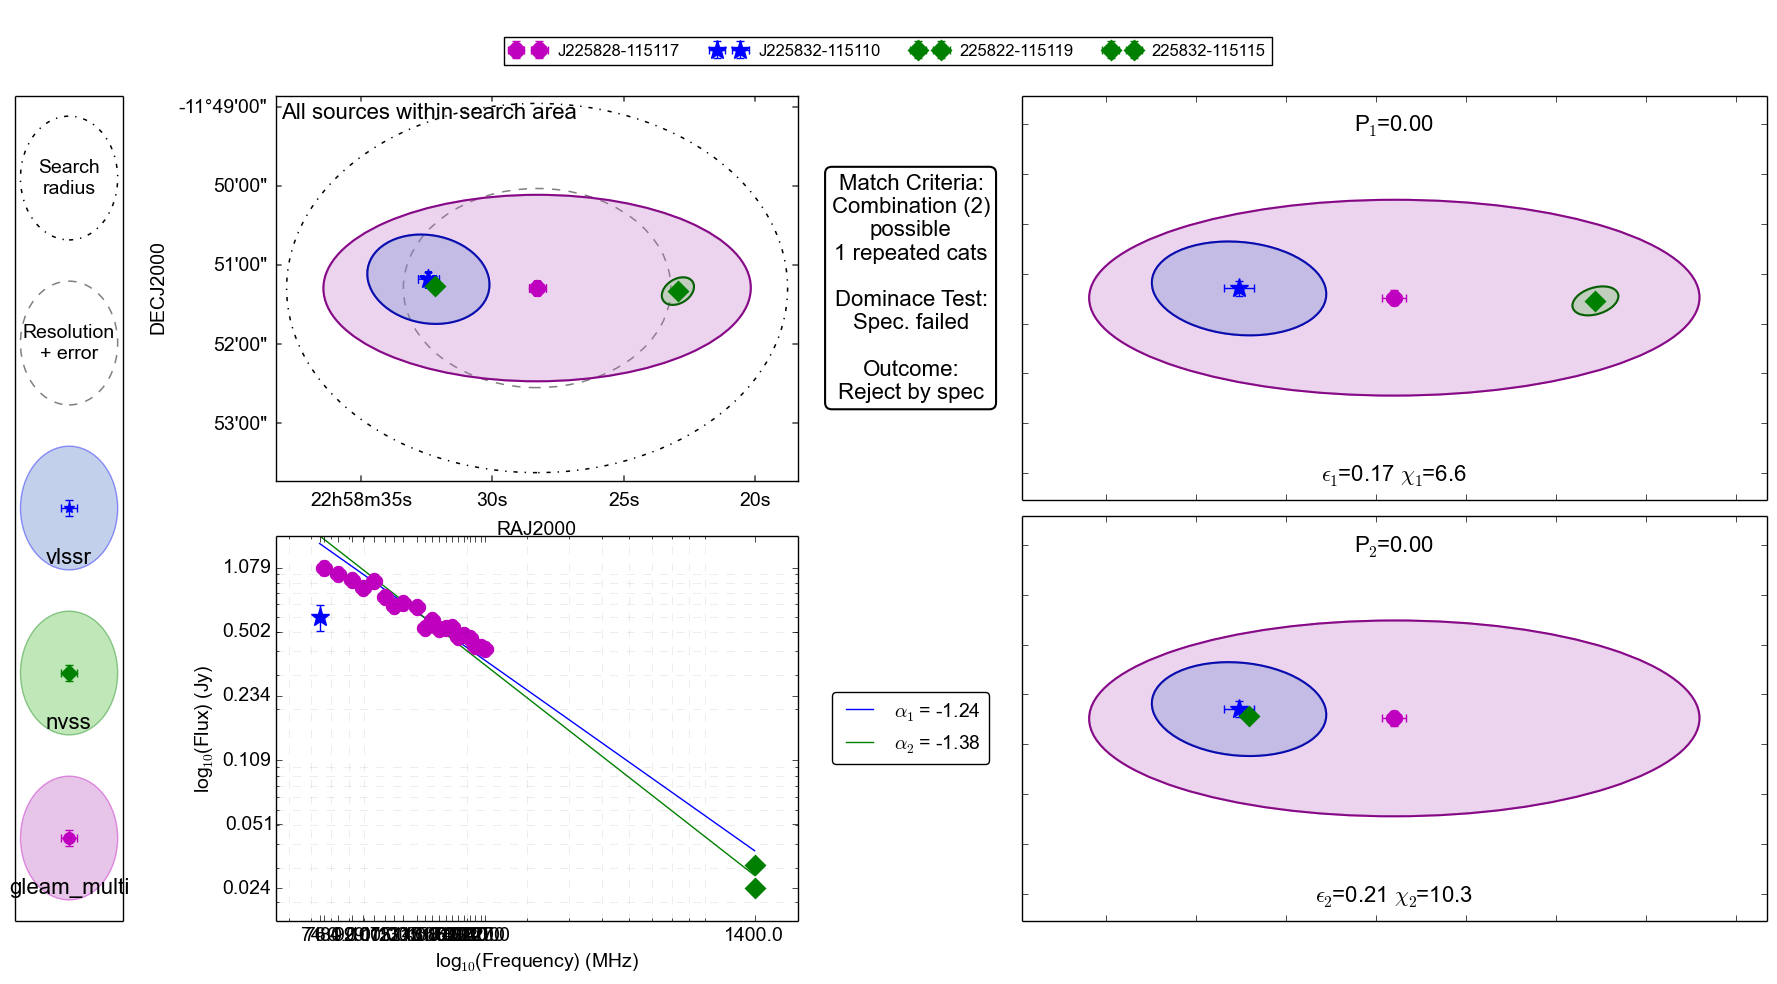 J225828-115117
J225832-115110
225822-115119
225832-115115
Search
radius
Resolution
+ error
vlssr
nvss
gleam_multi
All sources within search area
-11°49'00"
50'00"
51'00"
52'00"
53'00"
DECJ2000
22h58m35s
30s
25s
20s
RAJ2000
Match Criteria:
Combination (2)
possible
1 repeated cats
Dominace Test:
Spec. failed
Outcome:
Reject by spec
P₁=0.00
ϵ₁=0.17 χ₁=6.6
1.079
0.502
0.234
0.109
0.051
0.024
log₁₀(Flux) (Jy)
1400.0
log₁₀(Frequency) (MHz)
α₁ = -1.24
α₂ = -1.38
P₂=0.00
ϵ₂=0.21 χ₂=10.3